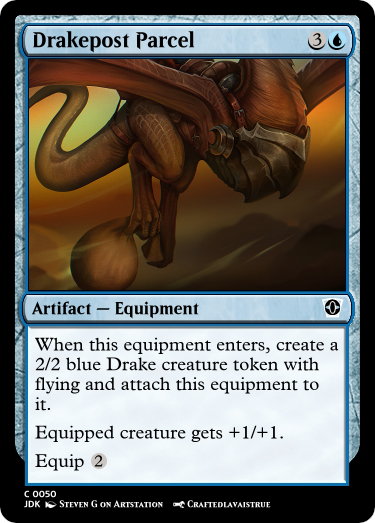 Drakepost Parcel 3
Artifact — Equipment
When this equipment enters, create a
2/2 blue Drake creature token with
flying and attach this equipment to
it.
Equipped creature gets +1/+1.
Equip 2
C 0050
JDK Steven G on Artstation Craftedlavaistrue